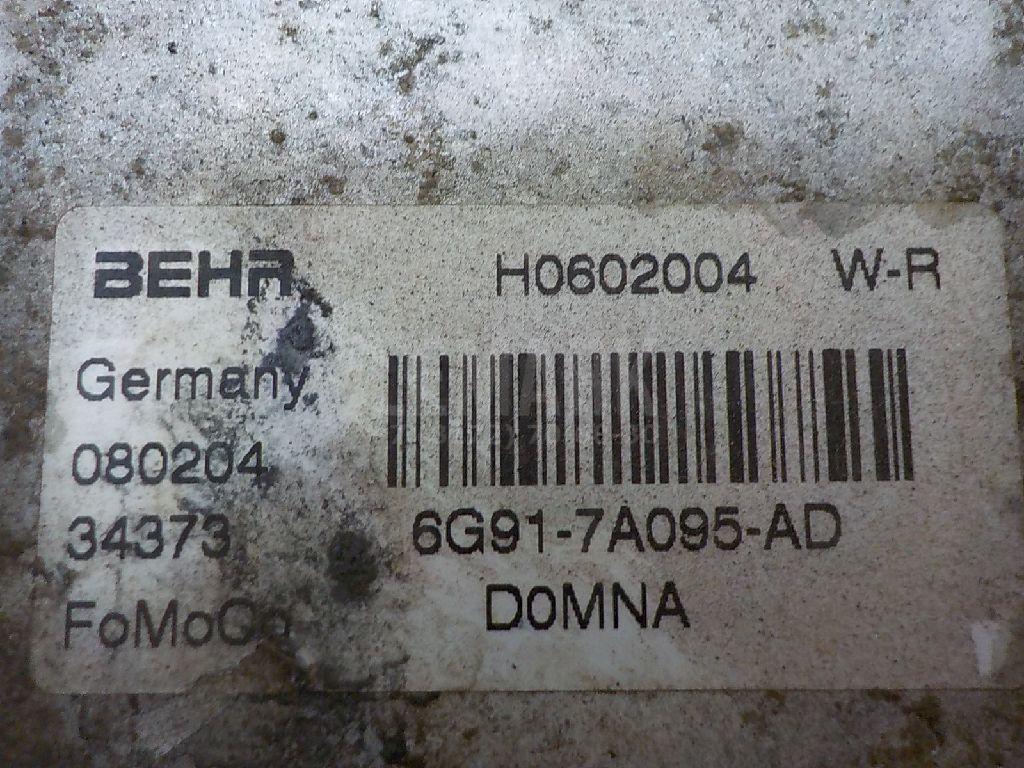 BEHR H0602004 W-R
Germany
080204
34373 6G91-7A095-AD
FoMoCo D0MNA